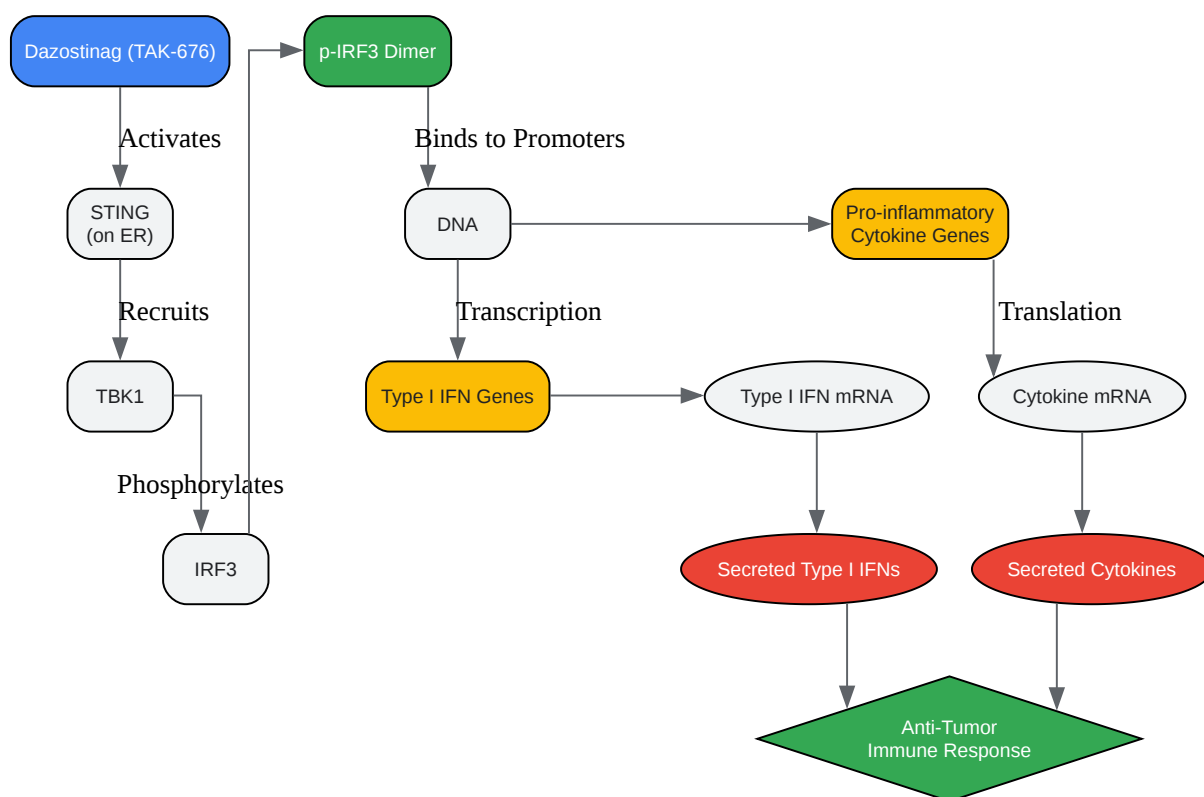 Dazostinag (TAK-676)
p-IRF3 Dimer
Activates
Binds to Promoters
STING
(on ER)
DNA
Pro-inflammatory
Cytokine Genes
Recruits
Transcription
Translation
TBK1
Type I IFN Genes
Type I IFN mRNA
Cytokine mRNA
Phosphorylates
IRF3
Secreted Type I IFNs
Secreted Cytokines
Anti-Tumor
Immune Response